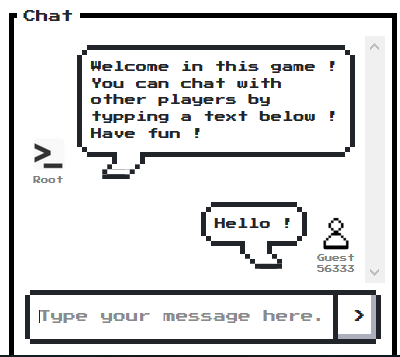 Chat
Welcome in this game !
You can chat with
other players by
typping a text below !
Have fun !
>_
Root
Hello !
Guest
56333
Type your message here.
>